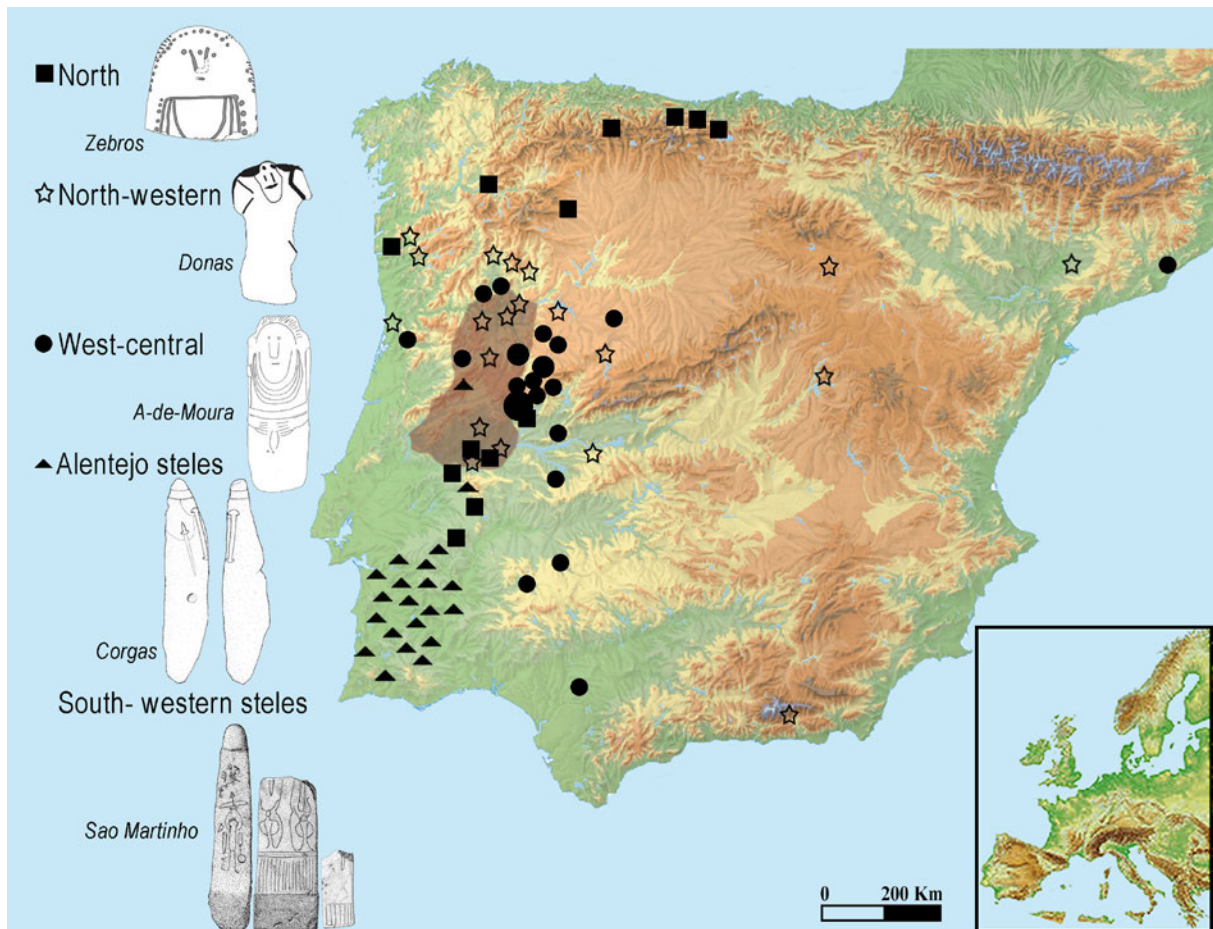 North
Zebros
North-western
Donas
West-central
A-de-Moura
Alentejo steles
Corgas
South- western steles
Sao Martinho
0 200 Km